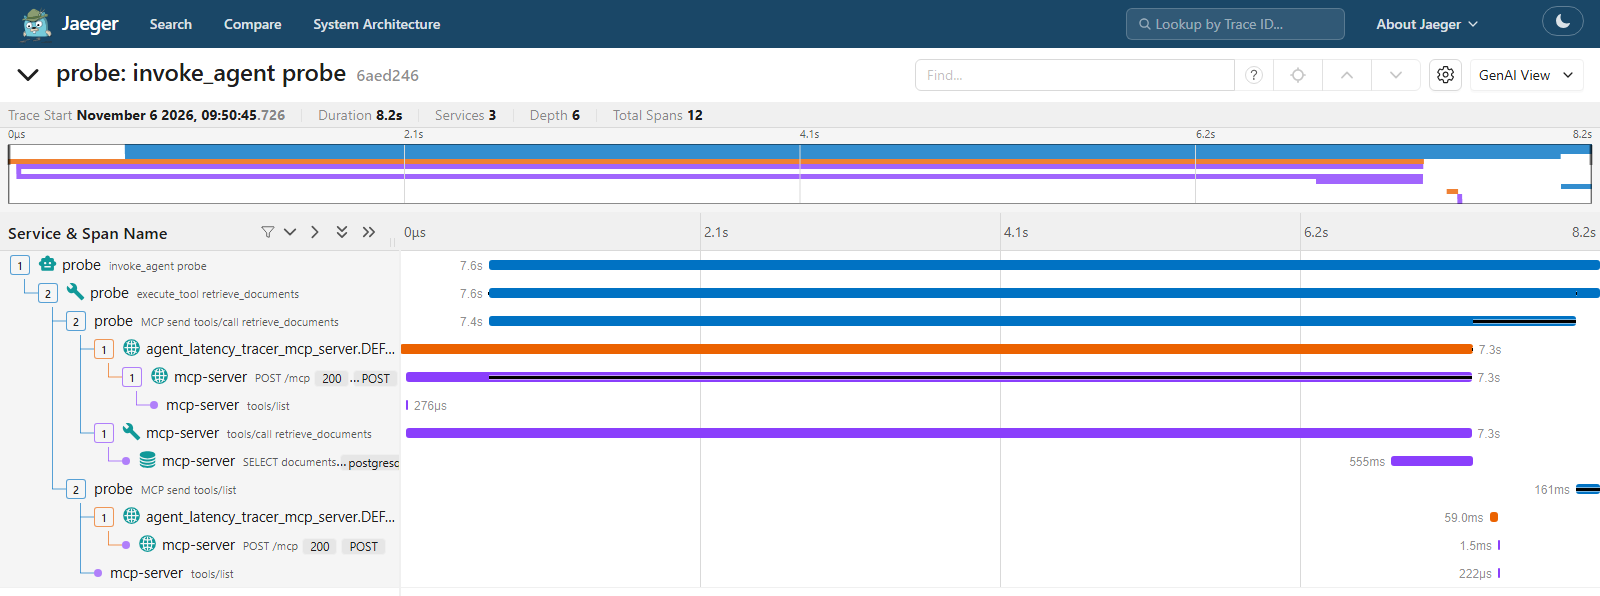 Jaeger Search Compare System Architecture Lookup by Trace ID... About Jaeger
probe: invoke_agent probe 6aed246 Find... ? GenAI View
Trace Start November 6 2026, 09:50:45.726 Duration 8.2s Services 3 Depth 6 Total Spans 12
0μs 2.1s 4.1s 6.2s 8.2s
Service & Span Name 0μs 2.1s 4.1s 6.2s 8.2s
1 probe invoke_agent probe 7.6s
2 probe execute_tool retrieve_documents 7.6s
2 probe MCP send tools/call retrieve_documents 7.4s
1 agent_latency_tracer_mcp_server.DEF... 7.3s
1 mcp-server POST /mcp 200 ...POST 7.3s
mcp-server tools/list 276μs
1 mcp-server tools/call retrieve_documents 7.3s
mcp-server SELECT documents... postgresc 555ms
2 probe MCP send tools/list 161ms
1 agent_latency_tracer_mcp_server.DEF... 59.0ms
mcp-server POST /mcp 200 POST 1.5ms
mcp-server tools/list 222μs